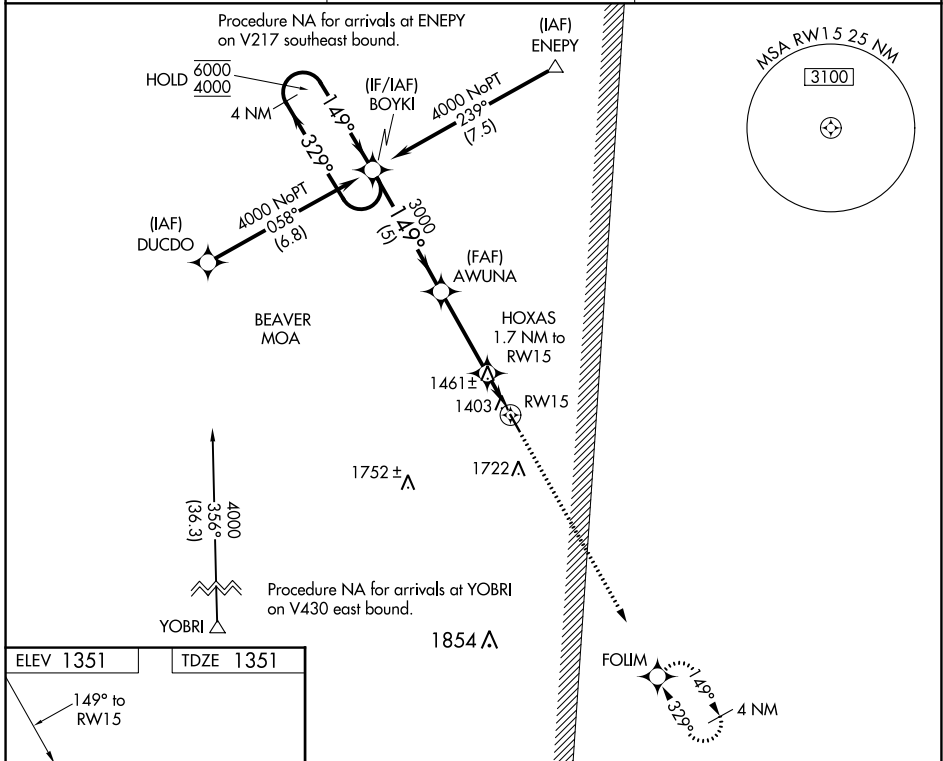 Procedure NA for arrivals at ENEPY
on V217 southeast bound.
(IAF)
ENEPY
MSA RW15 25 NM
3100
HOLD
6000
4000
4 NM
149°
329°
(IF/IAF)
BOYKI
4000 NoPT
239°
(7.5)
4000 NoPT
058°
(6.8)
(IAF)
DUCDO
3000
149°
(5)
(FAF)
AWUNA
BEAVER
MOA
HOXAS
1.7 NM to
RW15
1461±
1403
RW15
1752±
1722
4000
356°
(36.3)
Procedure NA for arrivals at YOBRI
on V430 east bound.
YOBRI
1854
FOLIM
149°
329°
4 NM
ELEV 1351
TDZE 1351
149° to
RW15